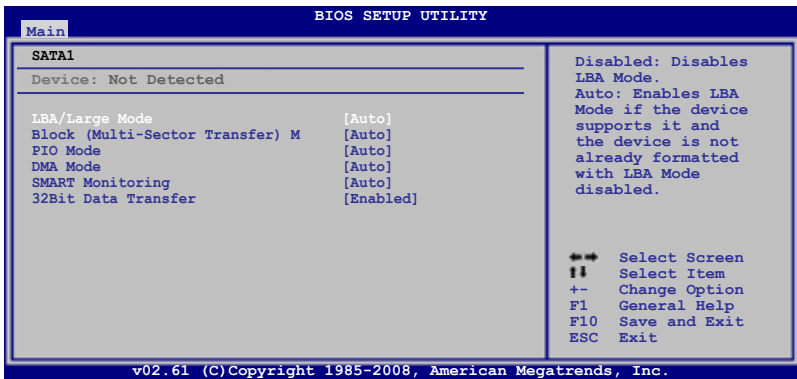 BIOS SETUP UTILITY
Main
SATA1
Device: Not Detected
LBA/Large Mode [Auto]
Block (Multi-Sector Transfer) M [Auto]
PIO Mode [Auto]
DMA Mode [Auto]
SMART Monitoring [Auto]
32Bit Data Transfer [Enabled]
Disabled: Disables
LBA Mode.
Auto: Enables LBA
Mode if the device
supports it and
the device is not
already formatted
with LBA Mode
disabled.
←→ Select Screen
↑↓ Select Item
+- Change Option
F1 General Help
F10 Save and Exit
ESC Exit
v02.61 (C)Copyright 1985-2008, American Megatrends, Inc.